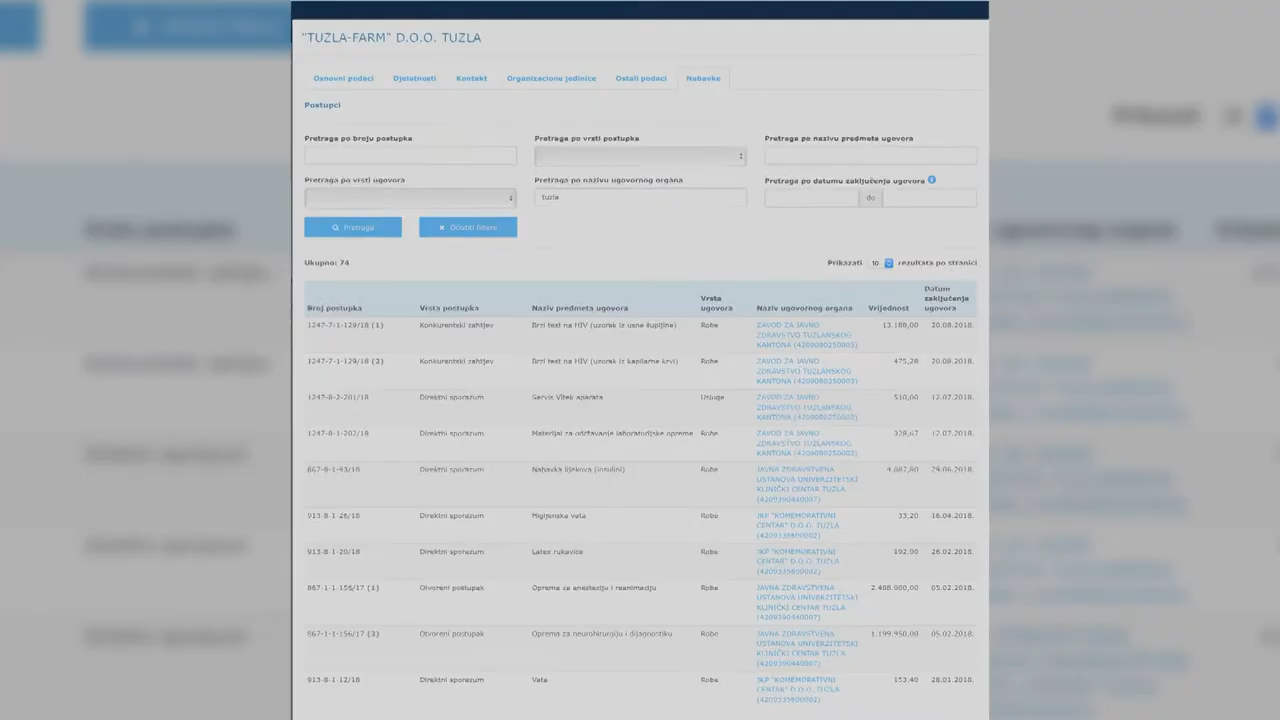 "TUZLA-FARM" D.O.O. TUZLA
Osnovni podaci Djelatnosti Kontakt Organizacione jedinice Ostali podaci Nabavke
Postupci
Pretraga po broju postupka Pretraga po vrsti postupka Pretraga po nazivu predmeta ugovora
Pretraga po vrsti ugovora Pretraga po nazivu ugovornog organa Pretraga po datumu zaključenja ugovora
tuzla do
Pretraga Očistiti filtere
Ukupno: 74 Prikazati 10 rezultata po stranici
Broj postupka Vrsta postupka Naziv predmeta ugovora Vrsta ugovora Naziv ugovornog organa Vrijednost Datum zaključenje ugovora
1247-7-1-129/18 (1) Konkurentski zahtjev Brzi test na HIV (uzorak iz usne šupljine) Robe ZAVOD ZA JAVNO 13.188,00 20.08.2018.
ZDRAVSTVO TUZLANSKOG
KANTONA (4209080250003)
1247-7-1-129/18 (2) Konkurentski zahtjev Brzi test na HIV (uzorak iz kapilarne krvi) Robe ZAVOD ZA JAVNO 475,20 20.08.2018.
ZDRAVSTVO TUZLANSKOG
KANTONA (4209080250003)
1247-8-2-201/18 Direktni sporazum Servis Vitek aparata Usluge ZAVOD ZA JAVNO 510,00 12.07.2018.
ZDRAVSTVO TUZLANSKOG
KANTONA (4209080250003)
1247-8-1-202/18 Direktni sporazum Materijal za održavanje laboratorijske opreme Robe ZAVOD ZA JAVNO 328,67 12.07.2018.
ZDRAVSTVO TUZLANSKOG
KANTONA (4209080250003)
867-8-1-93/18 Direktni sporazum Nabavka lijekova (insulini) Robe JAVNA ZDRAVSTVENA 29.06.2018.
USTANOVA UNIVERZITETSKI
KLINIČKI CENTAR TUZLA
(4209390440007)
913-8-1-26/18 Direktni sporazum Higijenska vata Robe JKP "KOMEMORATIVNI 33,20 16.04.2018.
CENTAR" D.O.O. TUZLA
913-8-1-20/18 Direktni sporazum Latex rukavice Robe JKP "KOMEMORATIVNI 192,00 26.02.2018.
CENTAR" D.O.O. TUZLA
867-1-1-156/17 (1) Otvoreni postupak Oprema za anesteziju i reanimaciju Robe JAVNA ZDRAVSTVENA 05.02.2018.
USTANOVA UNIVERZITETSKI
KLINIČKI CENTAR TUZLA
(4209390440007)
867-1-1-156/17 (3) Otvoreni postupak Oprema za neurohirurgiju i dijagnostiku Robe JAVNA ZDRAVSTVENA 1.199.950,00 05.02.2018.
USTANOVA UNIVERZITETSKI
KLINIČKI CENTAR TUZLA
(4209390440007)
913-8-1-12/18 Direktni sporazum Vata Robe JKP "KOMEMORATIVNI 153,40 28.01.2018.
CENTAR" D.O.O. TUZLA